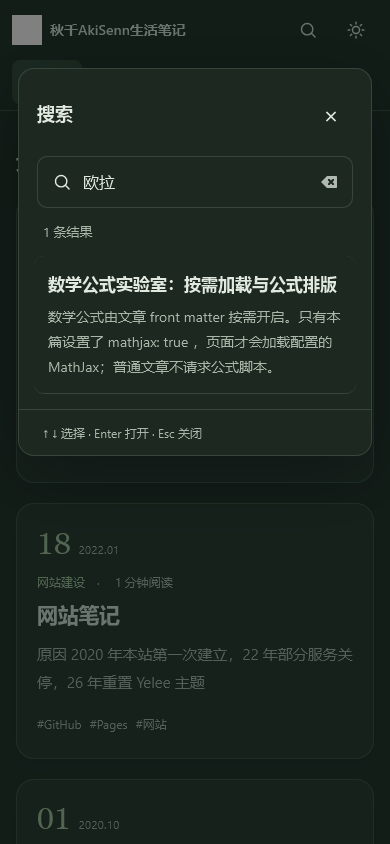 秋千AkiSenn生活笔记
搜索
欧拉
1 条结果
数学公式实验室：按需加载与公式排版
数学公式由文章 front matter 按需开启。只有本
篇设置了 mathjax: true ，页面才会加载配置的
MathJax；普通文章不请求公式脚本。
↑↓ 选择 · Enter 打开 · Esc 关闭
18 2022.01
网站建设 · 1 分钟阅读
网站笔记
原因 2020 年本站第一次建立，22 年部分服务关
停，26 年重置 Yelee 主题
#GitHub #Pages #网站
01 2020.10